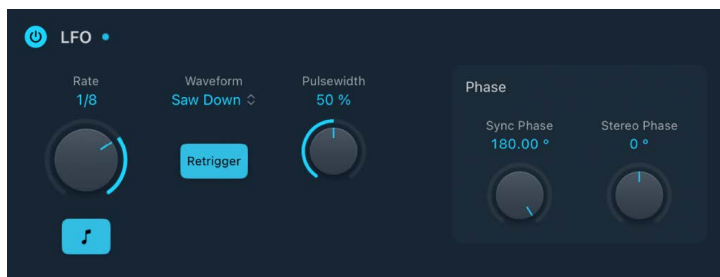 LFO
Rate
1/8
Waveform
Saw Down
Pulsewidth
50 %
Retrigger
Phase
Sync Phase
180.00 °
Stereo Phase
0 °